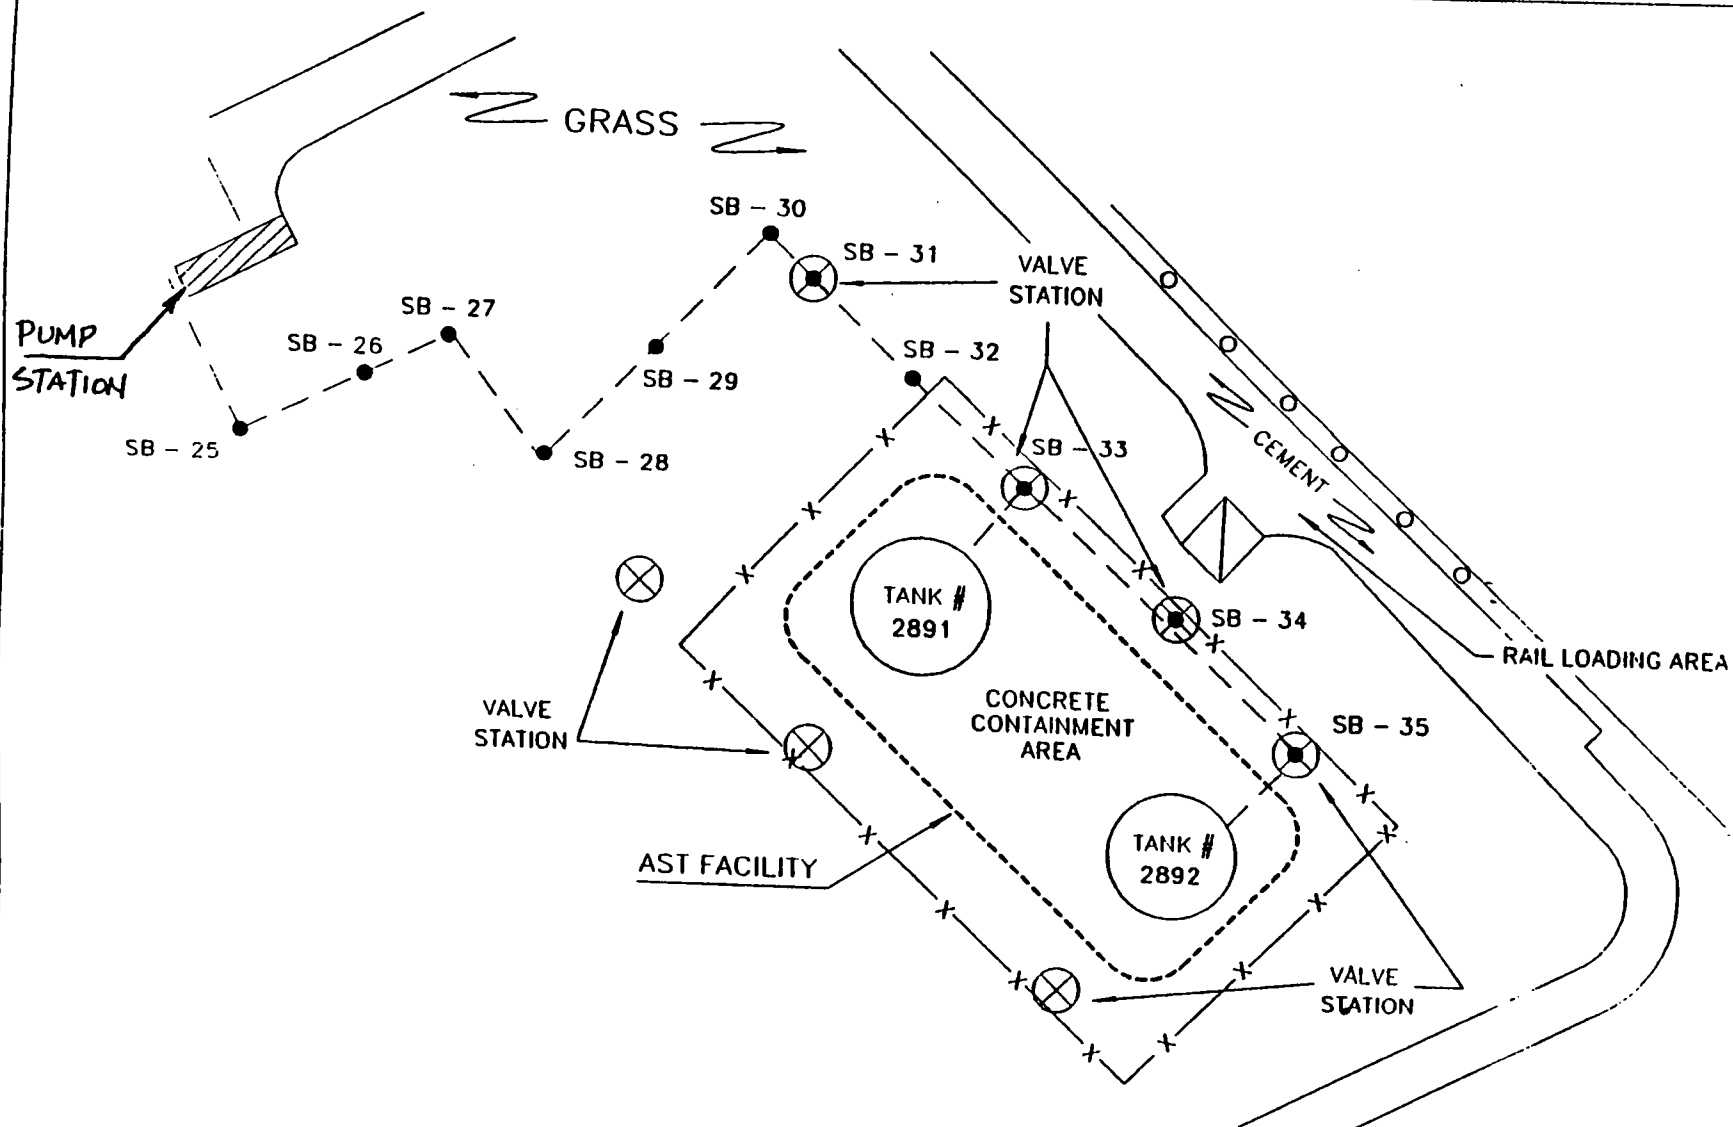 GRASS
SB - 30
SB - 31
VALVE
STATION
SB - 27
PUMP
STATION
SB - 26
SB - 32
SB - 29
SB - 25
SB - 28
SB - 33
CEMENT
TANK #
2891
SB - 34
RAIL LOADING AREA
VALVE
STATION
CONCRETE
CONTAINMENT
AREA
SB - 35
TANK #
2892
AST FACILITY
VALVE
STATION